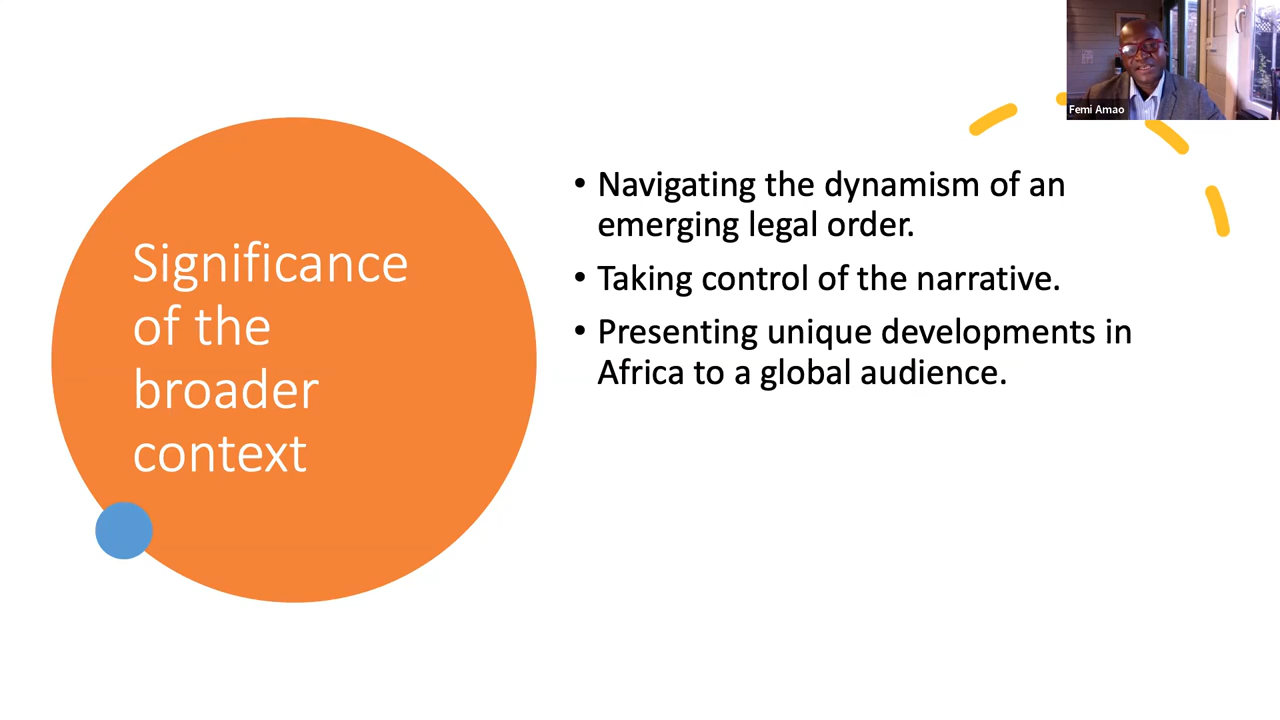 Femi Amao
Significance
of the
broader
context
• Navigating the dynamism of an
emerging legal order.
• Taking control of the narrative.
• Presenting unique developments in
Africa to a global audience.